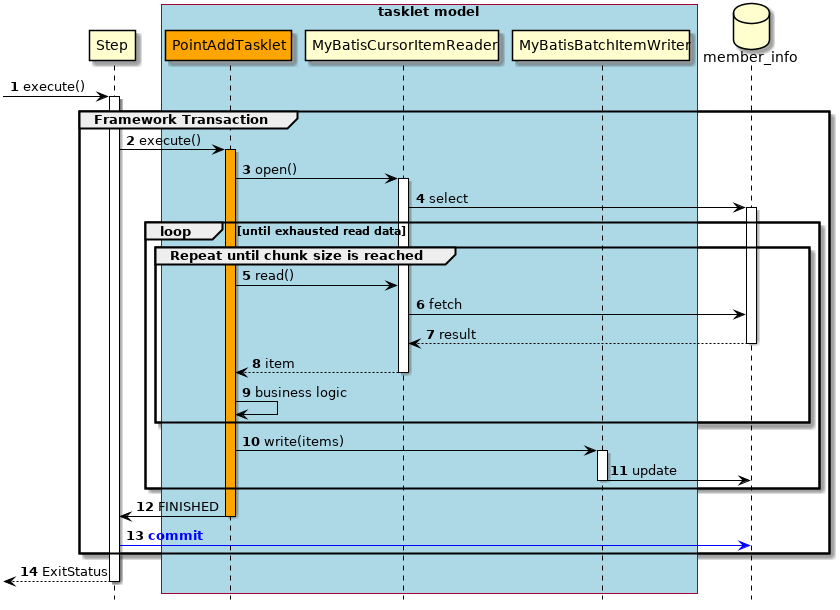 tasklet model
Step
PointAddTasklet
MyBatisCursorItemReader
MyBatisBatchItemWriter
member_info
1 execute()
Framework Transaction
2 execute()
3 open()
4 select
loop [until exhausted read data]
Repeat until chunk size is reached
5 read()
6 fetch
7 result
8 item
9 business logic
10 write(items)
11 update
12 FINISHED
13 commit
14 ExitStatus